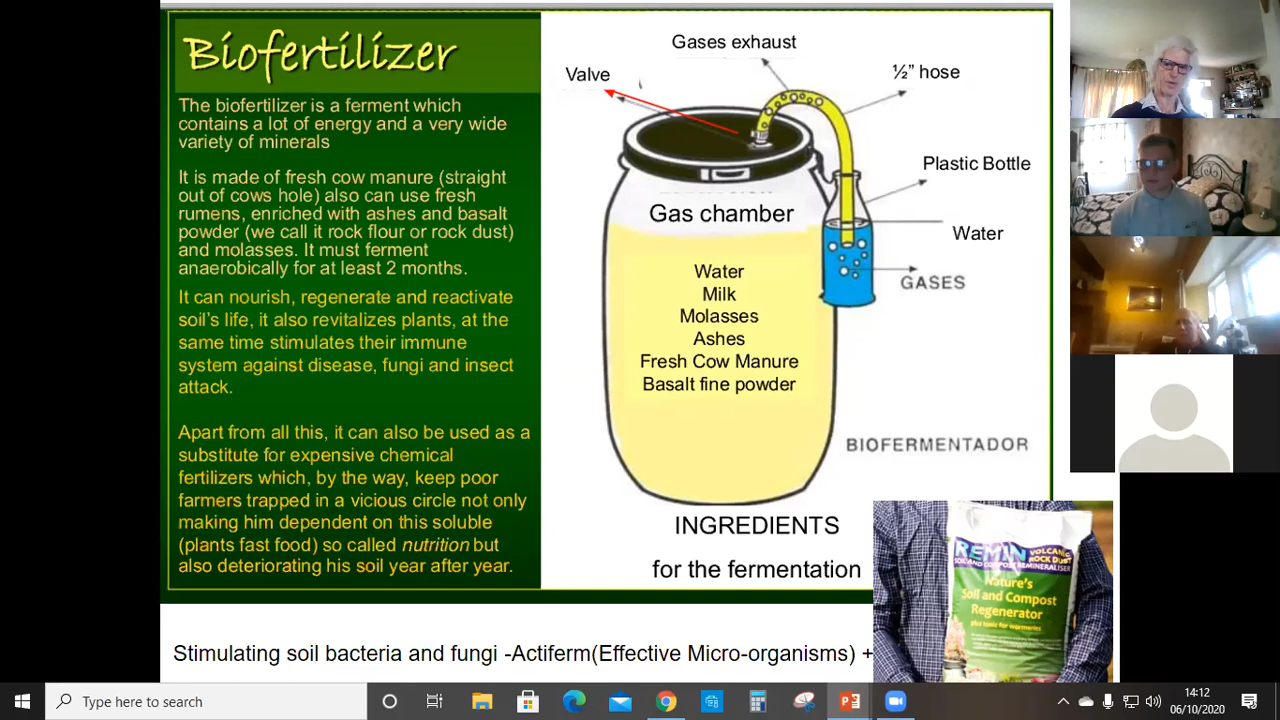 Biofertilizer
The biofertilizer is a ferment which
contains a lot of energy and a very wide
variety of minerals
It is made of fresh cow manure (straight
out of cows hole) also can use fresh
rumens, enriched with ashes and basalt
powder (we call it rock flour or rock dust)
and molasses. It must ferment
anaerobically for at least 2 months.
It can nourish, regenerate and reactivate
soil's life, it also revitalizes plants, at the
same time stimulates their immune
system against disease, fungi and insect
attack.
Apart from all this, it can also be used as a
substitute for expensive chemical
fertilizers which, by the way, keep poor
farmers trapped in a vicious circle not only
making him dependent on this soluble
(plants fast food) so called nutrition but
also deteriorating his soil year after year.
Gases exhaust
Valve
½” hose
Plastic Bottle
Gas chamber
Water
GASES
Water
Milk
Molasses
Ashes
Fresh Cow Manure
Basalt fine powder
BIOFERMENTADOR
INGREDIENTS
for the fermentation
REMIN
VOLCANIC
ROCK DUST
SOIL AND COMPOST REMINERALISER
Nature's
Soil and Compost
Regenerator
plus tonic for wormeries
Stimulating soil bacteria and fungi -Actiferm(Effective Micro-organisms) +
Type here to search
14:12
06/10/2020